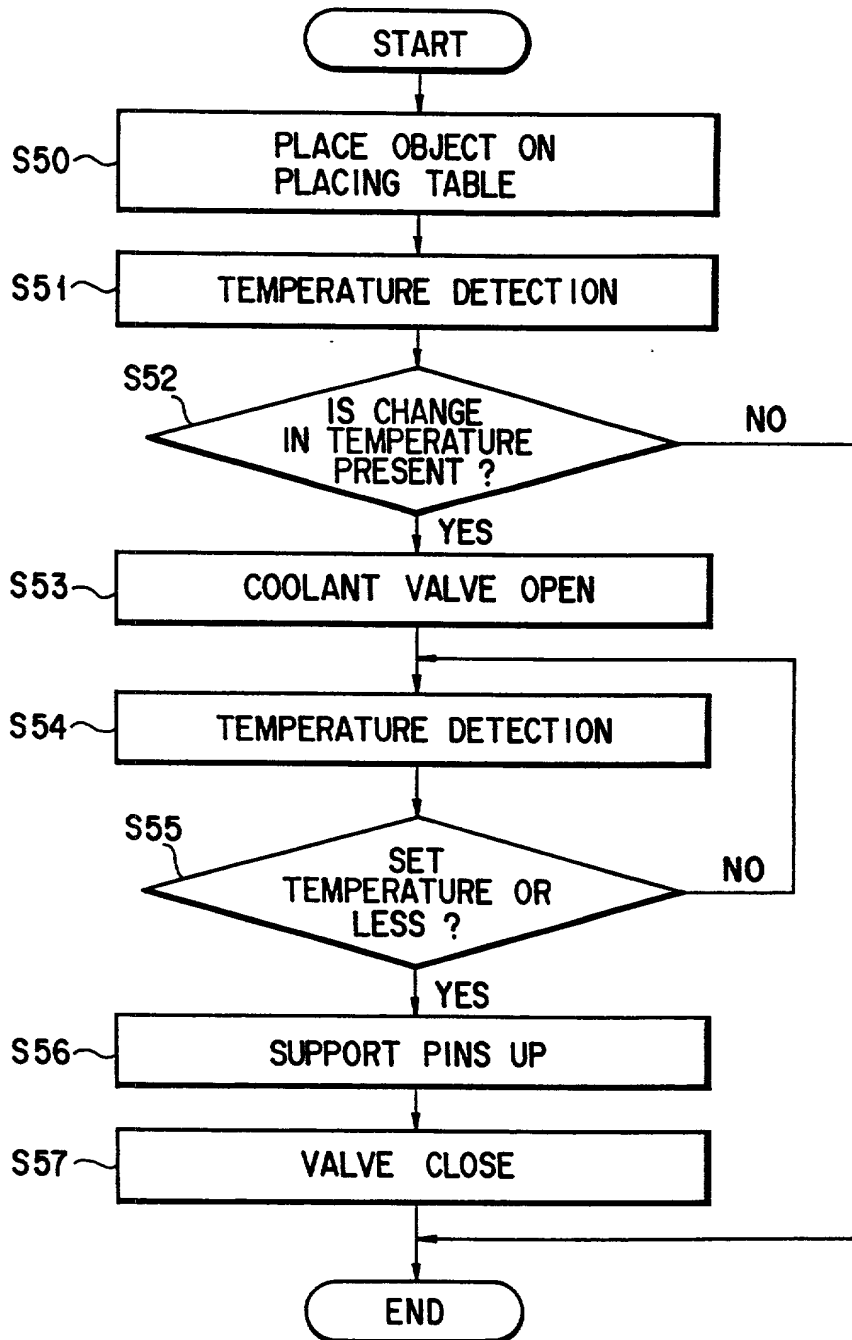 START
S50
PLACE OBJECT ON
PLACING TABLE
S51
TEMPERATURE DETECTION
S52
IS CHANGE
IN TEMPERATURE
PRESENT ?
NO
YES
S53
COOLANT VALVE OPEN
S54
TEMPERATURE DETECTION
S55
SET
TEMPERATURE OR
LESS ?
NO
YES
S56
SUPPORT PINS UP
S57
VALVE CLOSE
END